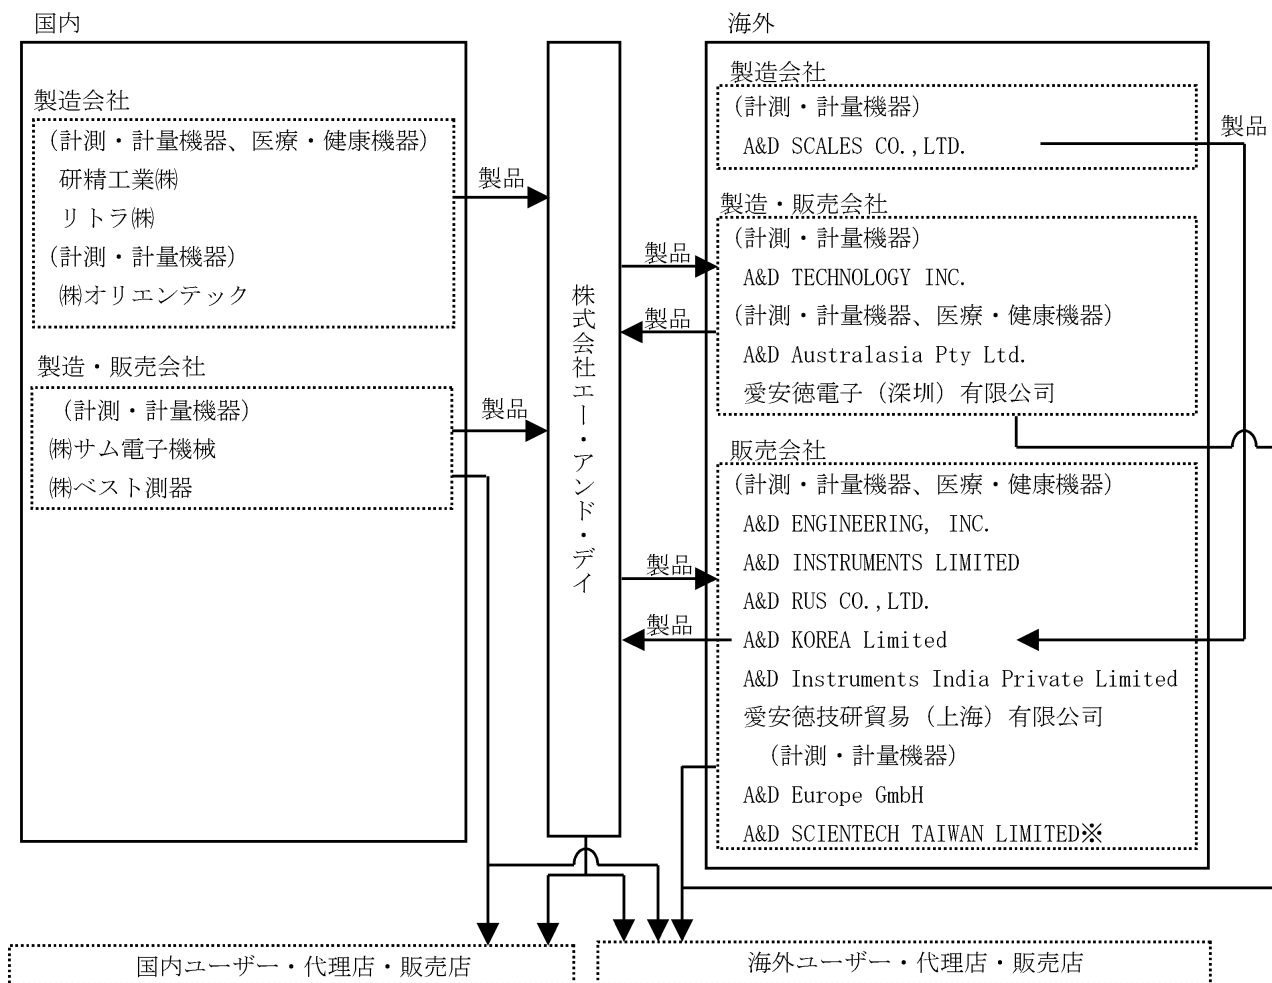 国内
製造会社
(計測・計量機器、医療・健康機器)
研精工業㈱
リトラ㈱
(計測・計量機器)
㈱オリエンテック
製造・販売会社
(計測・計量機器)
㈱サム電子機械
㈱ベスト測器
製品
製品
株式会社エー・アンド・デイ
製品
製品
製品
製品
海外
製造会社
(計測・計量機器)
A&D SCALES CO.,LTD.
製品
製造・販売会社
(計測・計量機器)
A&D TECHNOLOGY INC.
(計測・計量機器、医療・健康機器)
A&D Australasia Pty Ltd.
愛安徳電子（深圳）有限公司
販売会社
(計測・計量機器、医療・健康機器)
A&D ENGINEERING, INC.
A&D INSTRUMENTS LIMITED
A&D RUS CO.,LTD.
A&D KOREA Limited
A&D Instruments India Private Limited
愛安徳技研貿易（上海）有限公司
(計測・計量機器)
A&D Europe GmbH
A&D SCIENTECH TAIWAN LIMITED※
国内ユーザー・代理店・販売店
海外ユーザー・代理店・販売店